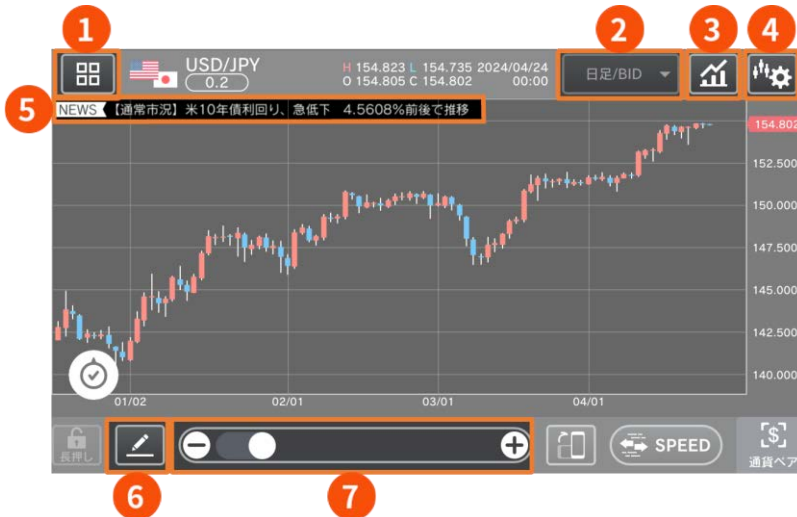 1
2
3
4
USD/JPY
0.2
H 154.823 L 154.735 2024/04/24
O 154.805 C 154.802 00:00
日足/BID
5
NEWS 【通常市況】米10年債利回り、急低下 4.5608%前後で推移
154.802
152.500
150.000
147.500
145.000
142.500
140.000
01/02
02/01
03/01
04/01
長押し
SPEED
[$]
通貨ペア
6
7